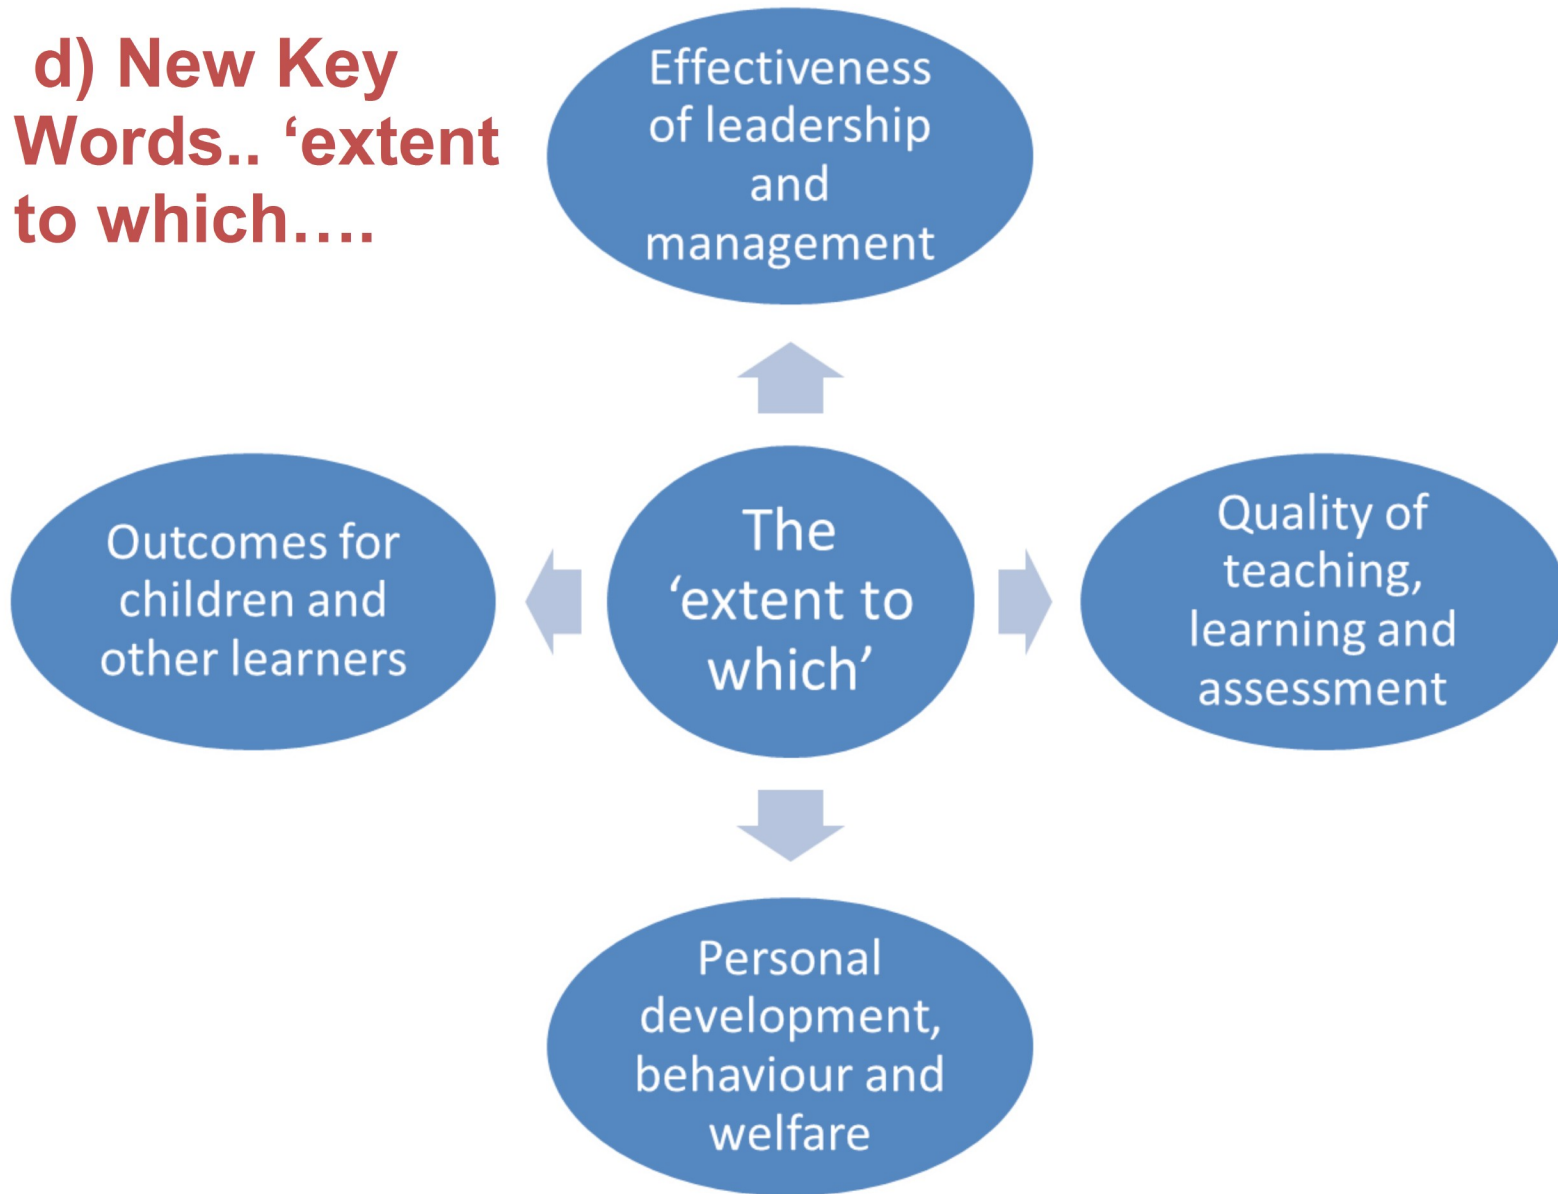 d) New Key
Words.. ‘extent
to which....
Effectiveness
of leadership
and
management
Outcomes for
children and
other learners
The
‘extent to
which’
Quality of
teaching,
learning and
assessment
Personal
development,
behaviour and
welfare